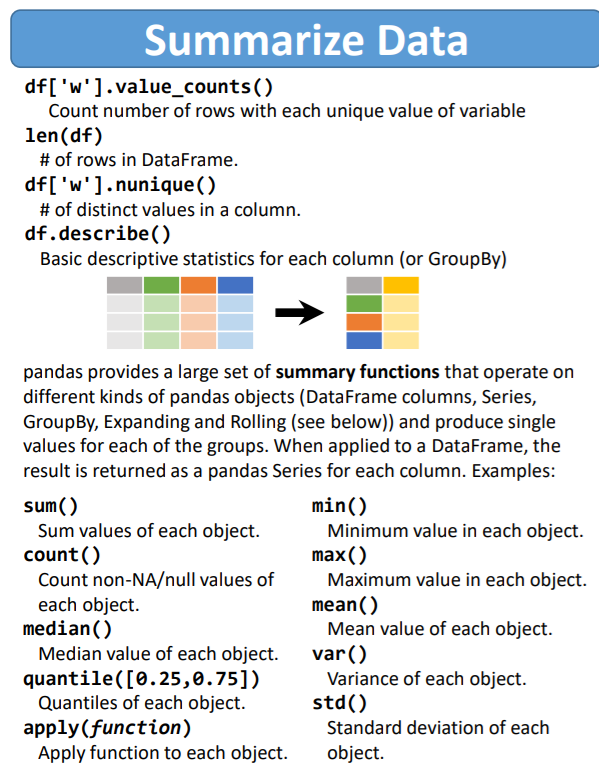 Summarize Data
df['w'].value_counts()
Count number of rows with each unique value of variable
len(df)
# of rows in DataFrame.
df['w'].nunique()
# of distinct values in a column.
df.describe()
Basic descriptive statistics for each column (or GroupBy)
pandas provides a large set of summary functions that operate on
different kinds of pandas objects (DataFrame columns, Series,
GroupBy, Expanding and Rolling (see below)) and produce single
values for each of the groups. When applied to a DataFrame, the
result is returned as a pandas Series for each column. Examples:
sum()
Sum values of each object.
count()
Count non-NA/null values of
each object.
median()
Median value of each object.
quantile([0.25,0.75])
Quantiles of each object.
apply(function)
Apply function to each object.
min()
Minimum value in each object.
max()
Maximum value in each object.
mean()
Mean value of each object.
var()
Variance of each object.
std()
Standard deviation of each
object.